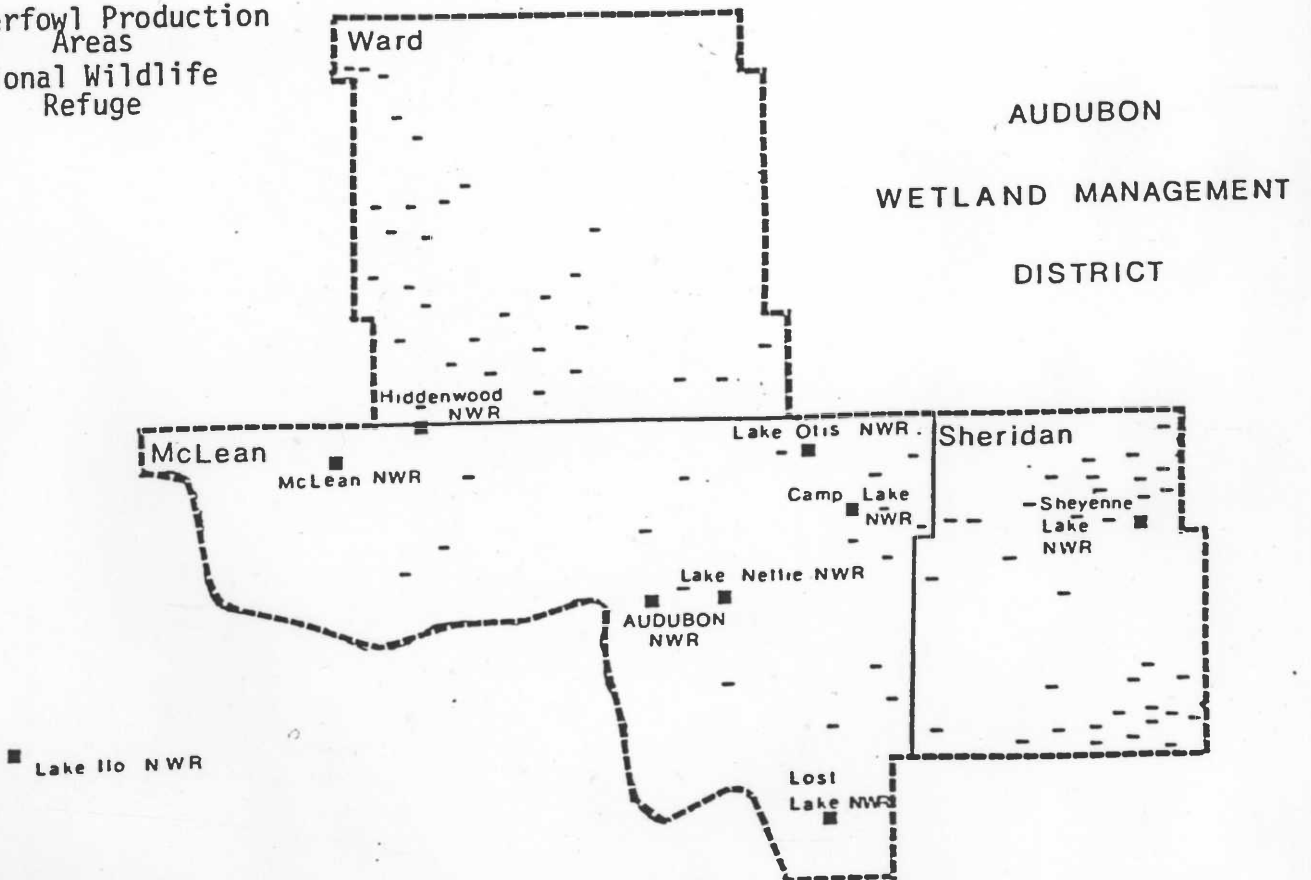 Areas
Wildlife
Refuge
Ward
AUDUBON
WETLAND MANAGEMENT
DISTRICT
Hiddenwood
NWR
McLean
McLean NWR
Lake Otis NWR
Sheridan
Camp Lake
NWR
Sheyenne
Lake
NWR
Lake Nettie NWR
AUDUBON
NWR
Lake Ilo NWR
Lost
Lake NWR
erfowl Production
ional